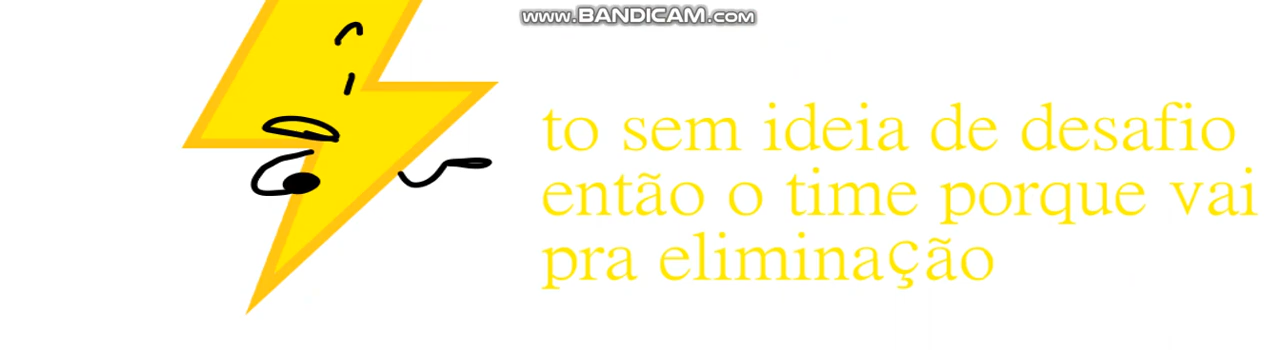 www.BANDICAM.com
to sem ideia de desafio
então o time porque vai
pra eliminação